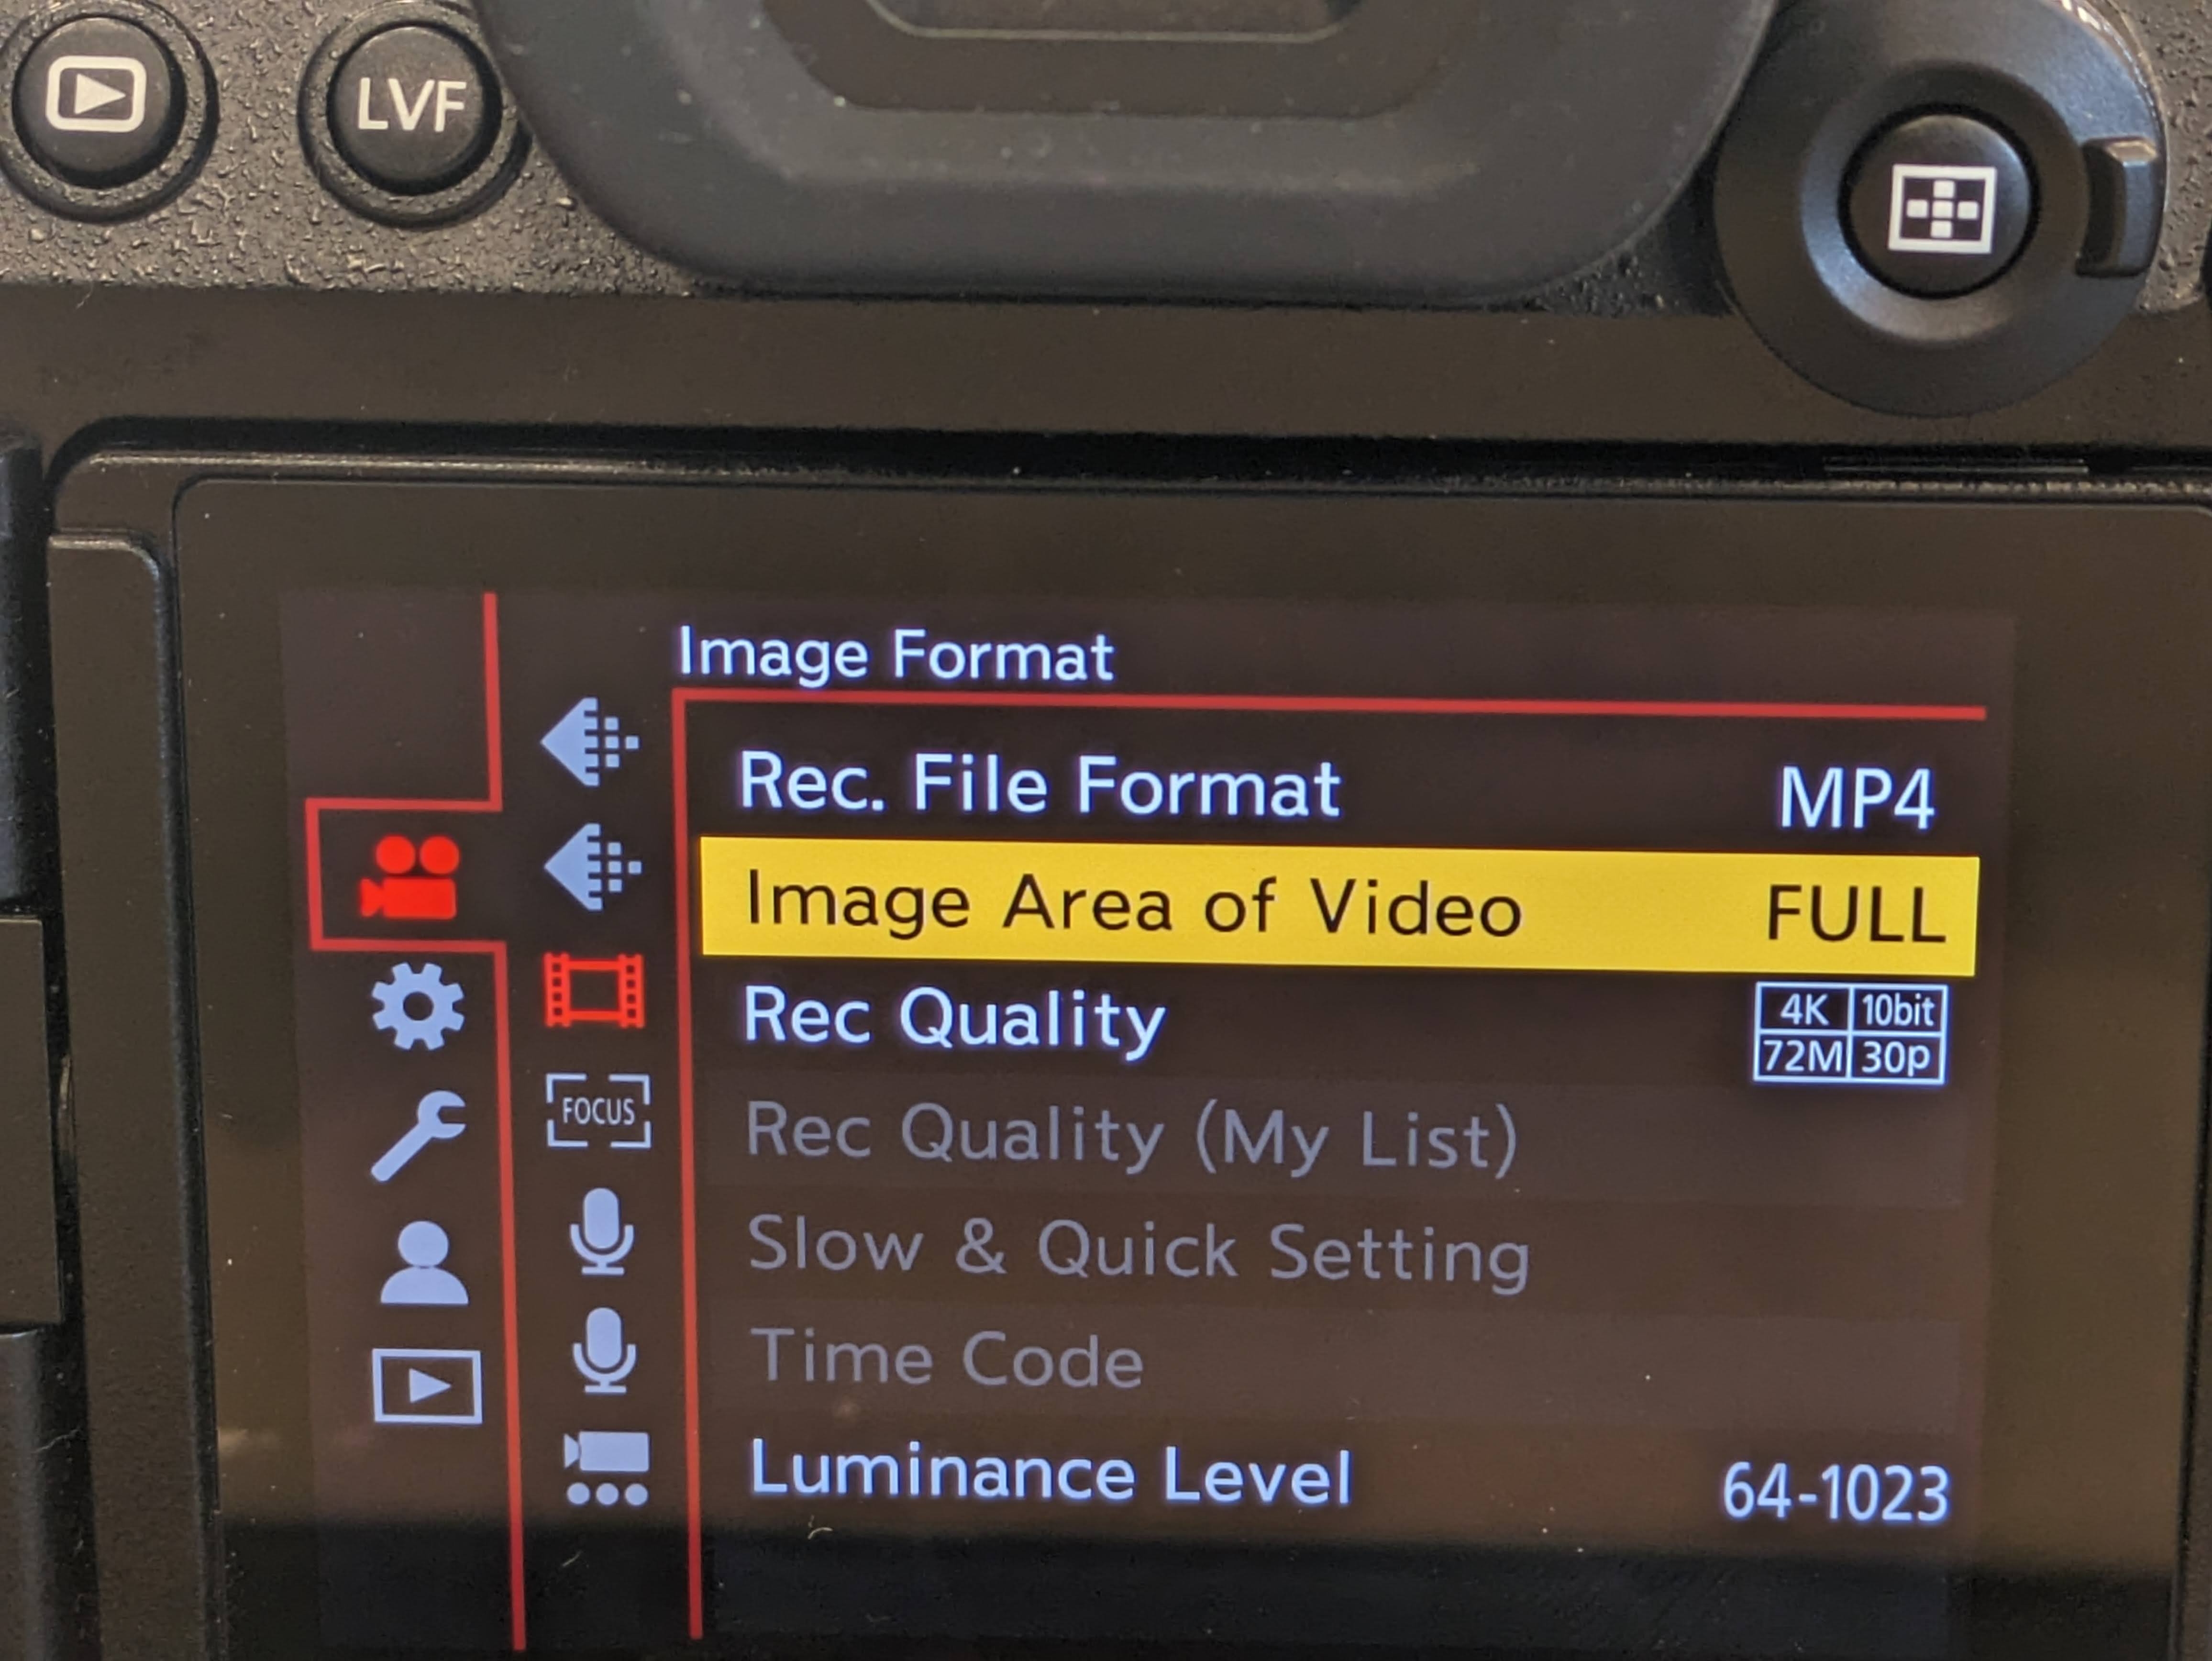 LVF
Image Format
Rec. File Format MP4
Image Area of Video FULL
Rec Quality 4K 10bit 72M 30p
FOCUS
Rec Quality (My List)
Slow & Quick Setting
Time Code
Luminance Level 64-1023